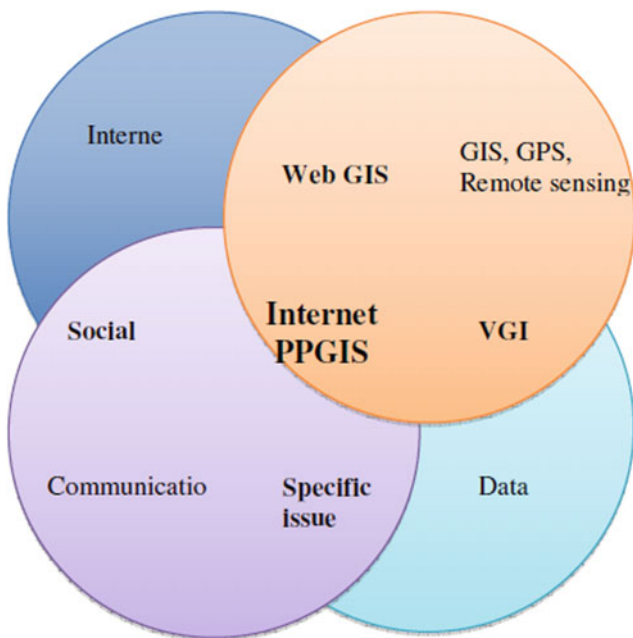 Interne
Web GIS
GIS, GPS,
Remote sensing
Social
Internet
PPGIS
VGI
Communicatio
Specific
issue
Data